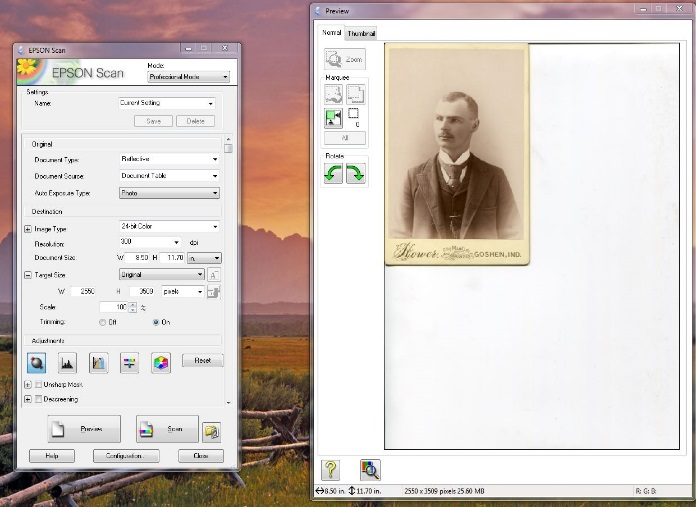 EPSON Scan
EPSON Scan
Mode:
Professional Mode
Settings
Name:
Current Setting
Save
Delete
Original
Document Type:
Reflective
Document Source:
Document Table
Auto Exposure Type:
Photo
Destination
Image Type:
24-bit Color
Resolution:
300
dpi
Document Size:
W 8.50 H 11.70 in.
Target Size:
Original
W 2550 H 3509 pixels
Scale:
100 %
Trimming:
Off
On
Adjustments
Reset
Unsharp Mask
Descreening
Preview
Scan
Help
Configuration...
Close
Preview
Normal
Thumbnail
Zoom
Marquee
0
All
Rotate
Hower
GOSHEN, IND.
8.50 in. 11.70 in.
2550 x 3509 pixels 25.60 MB
R: G: B: